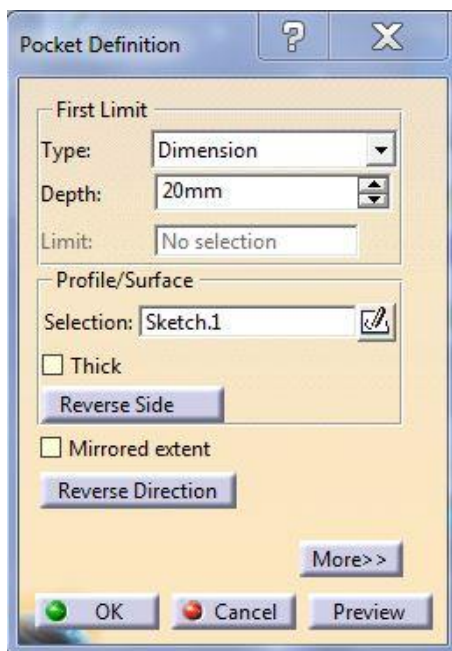 Pocket Definition
?
X
First Limit
Type: Dimension
Depth: 20mm
Limit: No selection
Profile/Surface
Selection: Sketch.1
Thick
Reverse Side
Mirrored extent
Reverse Direction
More>>
OK Cancel Preview